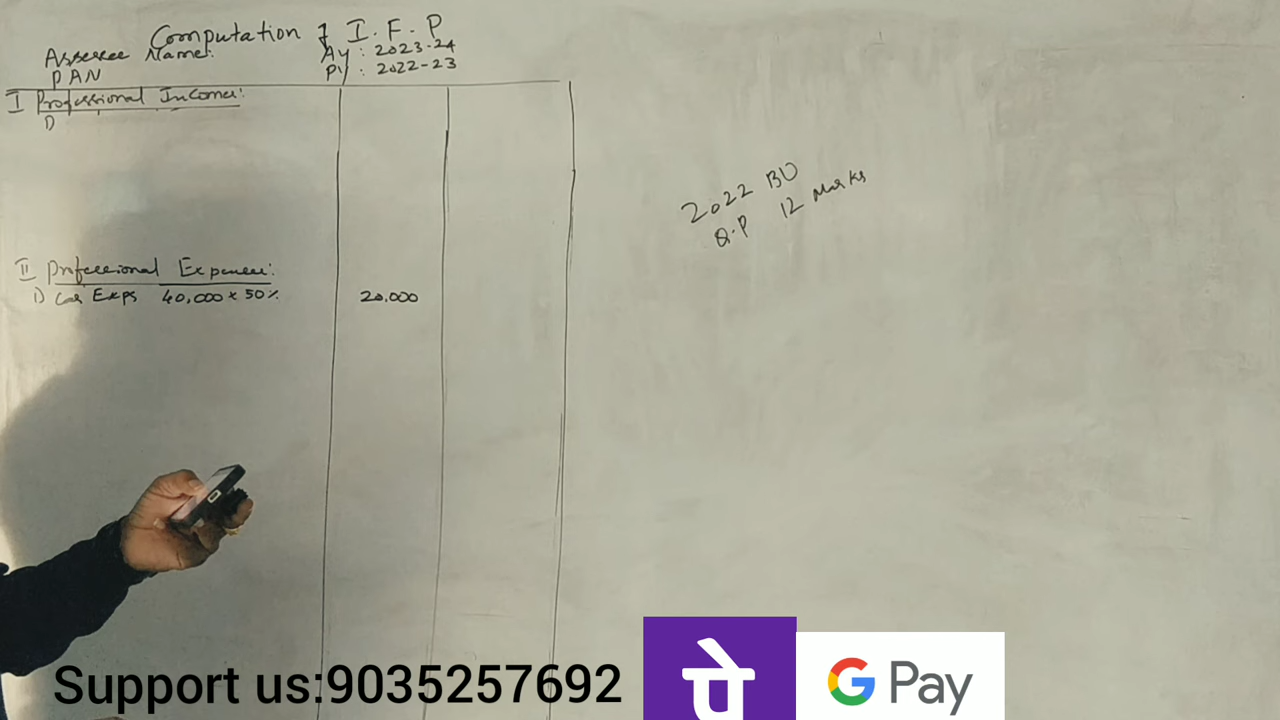 Computation of I. F. P
Assessee Name:
Ay : 2023-24
PAN
Py : 2022-23
I Professional Income:
1)
2022 BU
Q.P 12 Marks
II Professional Expenses:
1) Car Exps 40,000 x 50% 20,000
Support us:9035257692
पे
G Pay